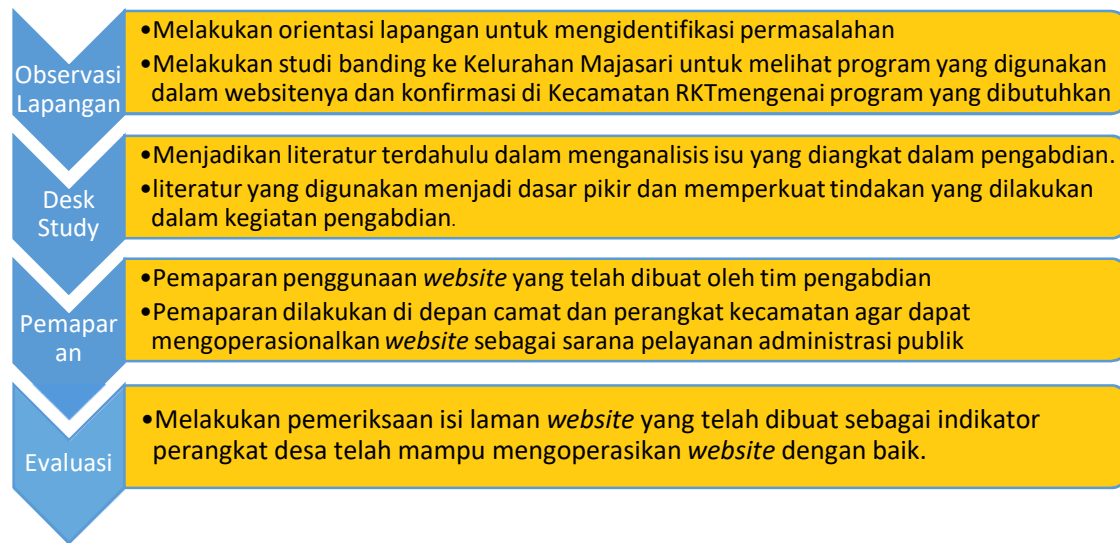 Observasi
Lapangan
•Melakukan orientasi lapangan untuk mengidentifikasi permasalahan
•Melakukan studi banding ke Kelurahan Majasari untuk melihat program yang digunakan
dalam websitenya dan konfirmasi di Kecamatan RKTmengenai program yang dibutuhkan
Desk
Study
•Menjadikan literatur terdahulu dalam menganalisis isu yang diangkat dalam pengabdian.
•literatur yang digunakan menjadi dasar pikir dan memperkuat tindakan yang dilakukan
dalam kegiatan pengabdian.
Pemapar
an
•Pemaparan penggunaan website yang telah dibuat oleh tim pengabdian
•Pemaparan dilakukan di depan camat dan perangkat kecamatan agar dapat
mengoperasionalkan website sebagai sarana pelayanan administrasi publik
Evaluasi
•Melakukan pemeriksaan isi laman website yang telah dibuat sebagai indikator
perangkat desa telah mampu mengoperasikan website dengan baik.